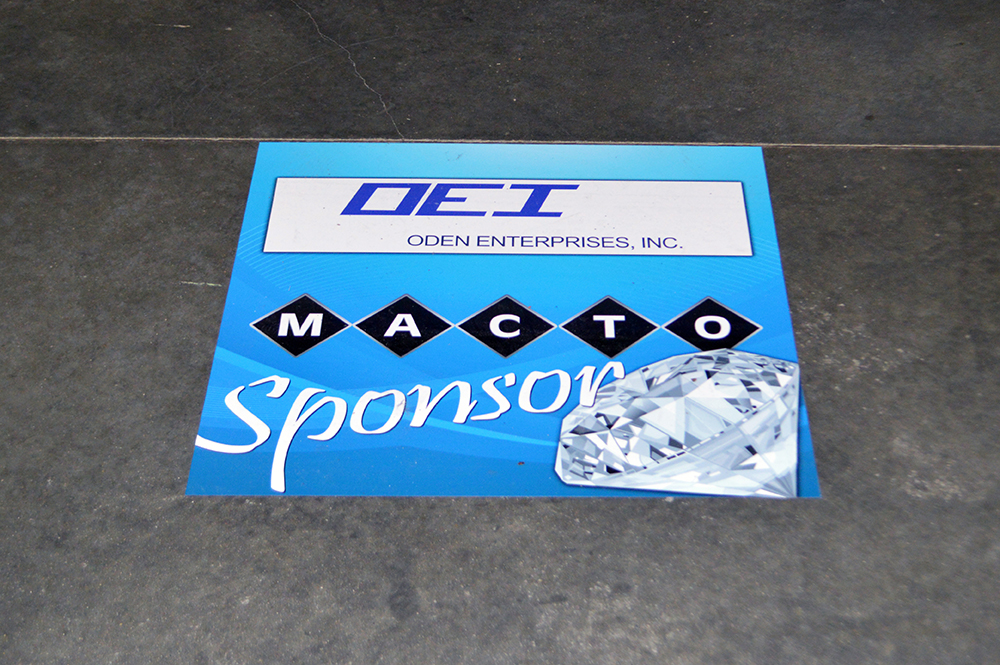 OEI
ODEN ENTERPRISES, INC.
MACTO
Sponsor